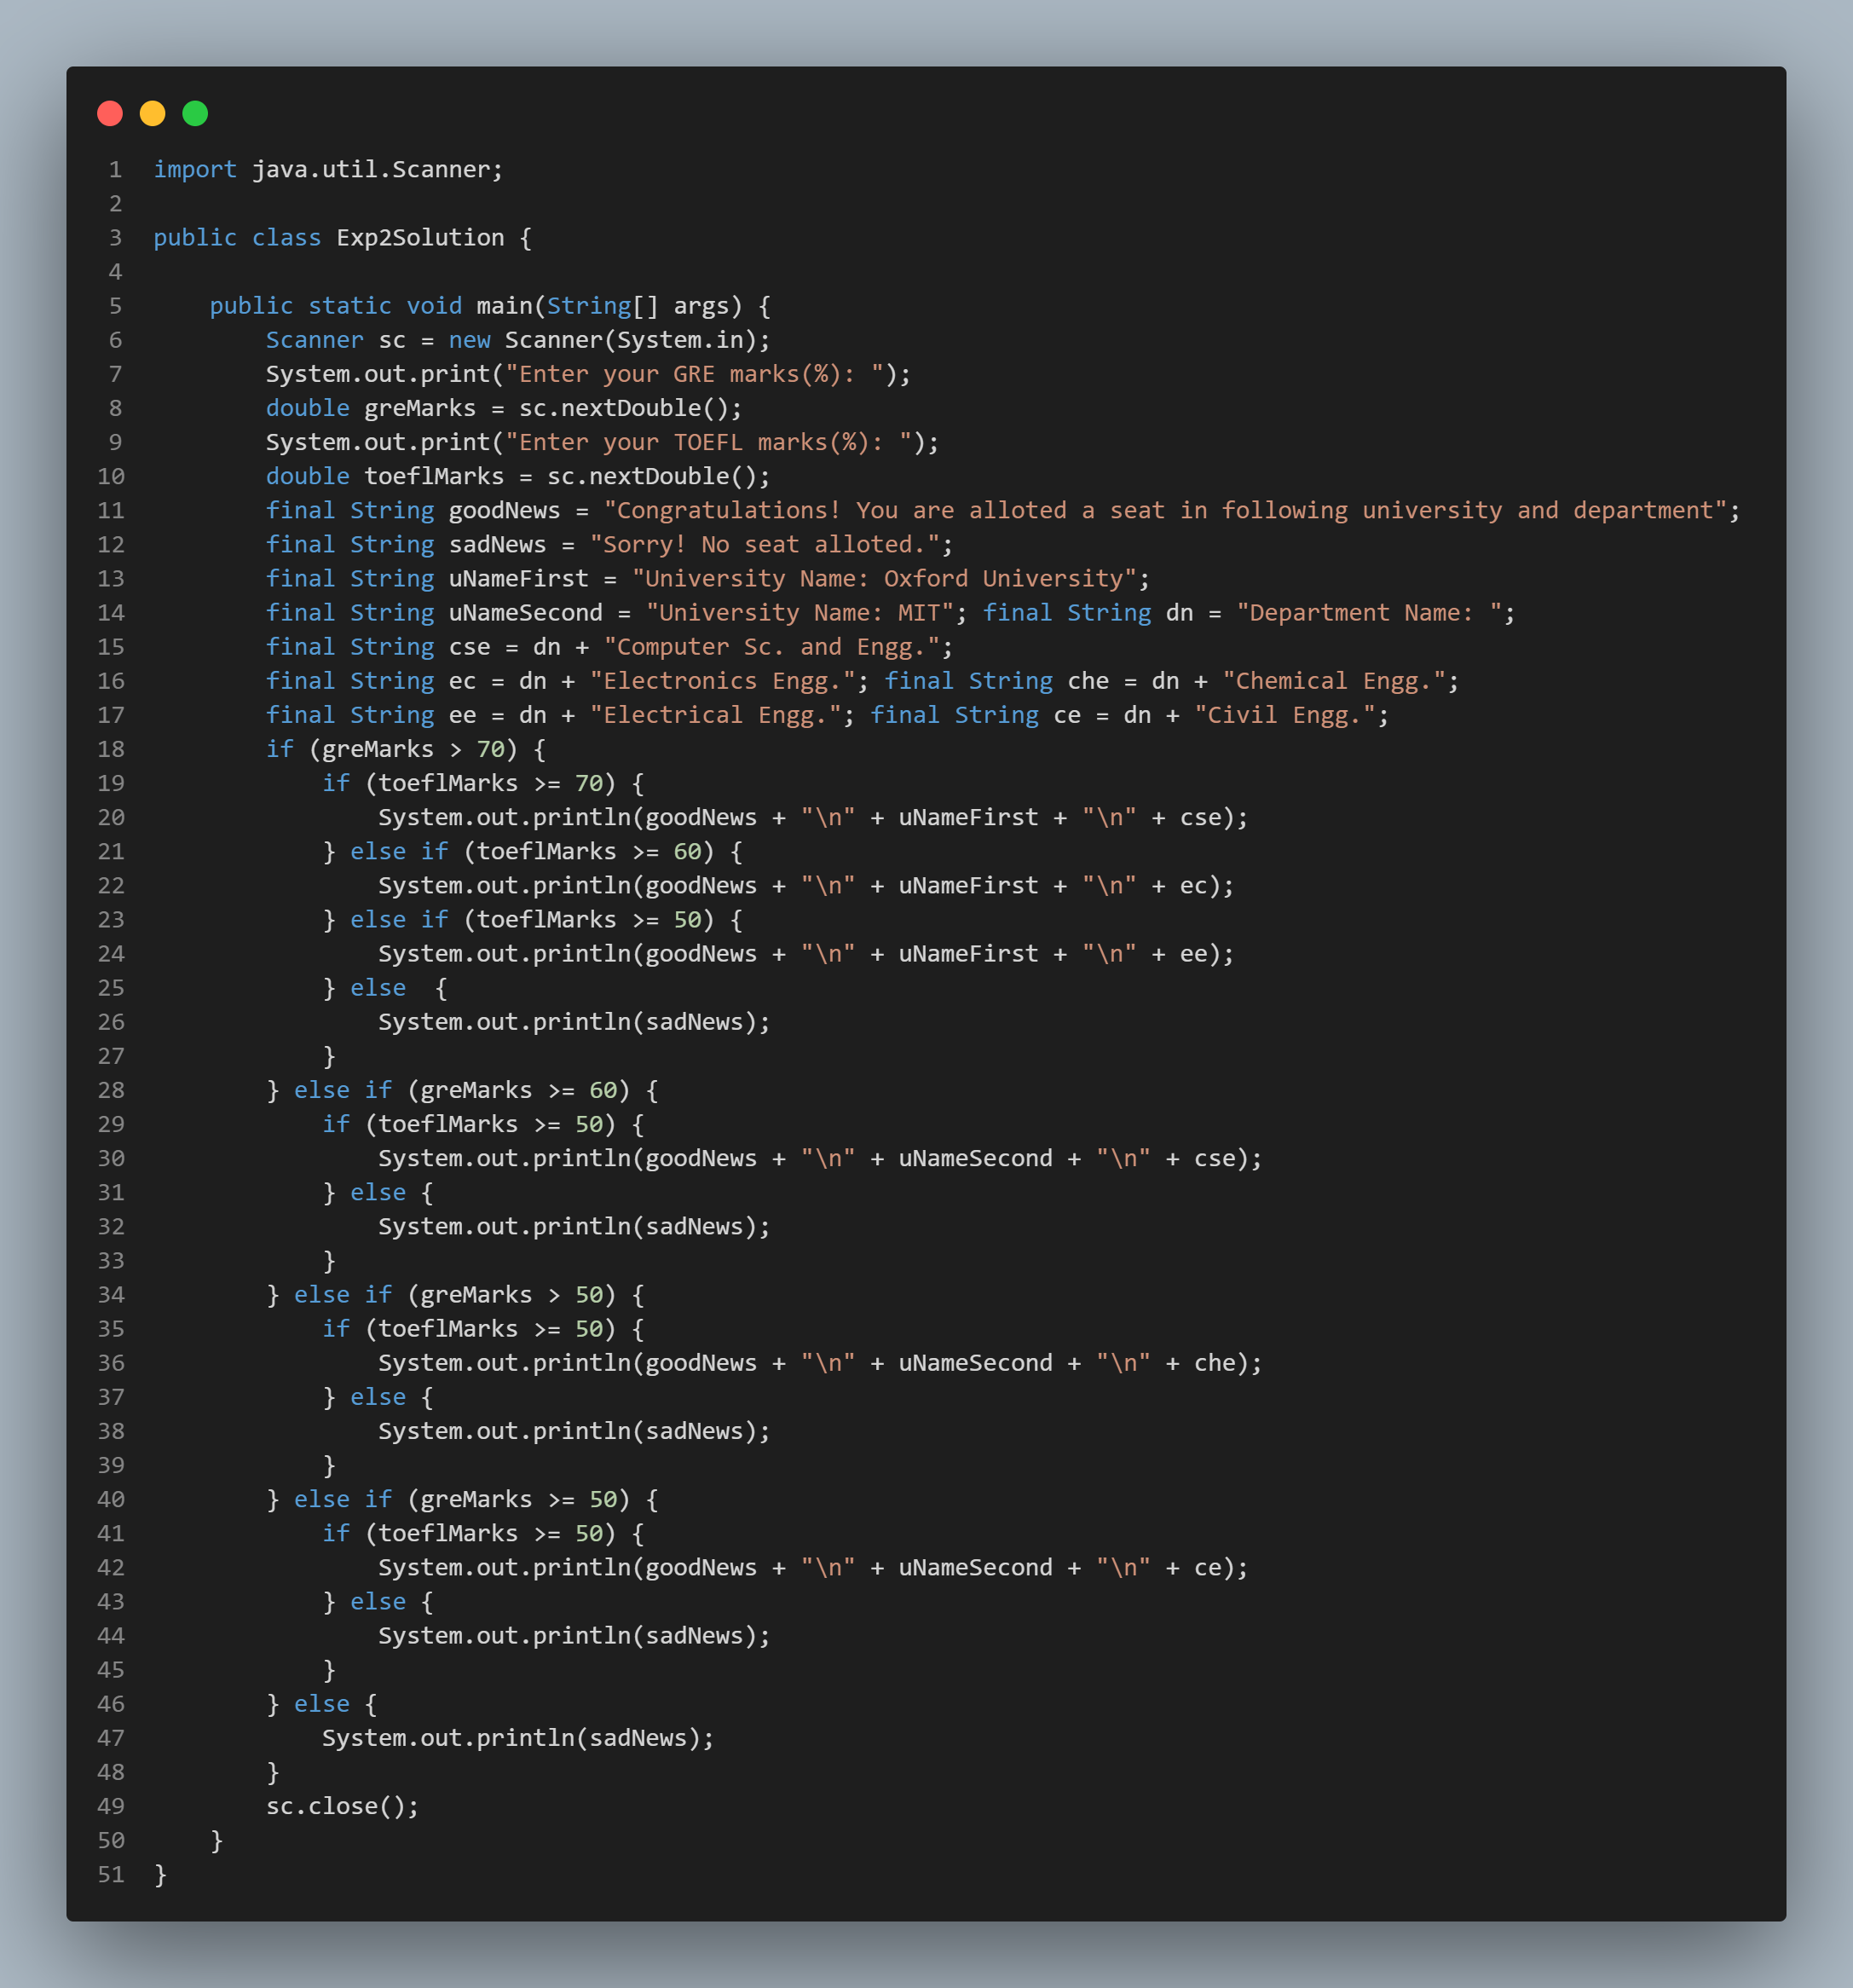 1 import java.util.Scanner;
2
3 public class Exp2Solution {
4
5     public static void main(String[] args) {
6         Scanner sc = new Scanner(System.in);
7         System.out.print("Enter your GRE marks(%): ");
8         double greMarks = sc.nextDouble();
9         System.out.print("Enter your TOEFL marks(%): ");
10         double toeflMarks = sc.nextDouble();
11         final String goodNews = "Congratulations! You are alloted a seat in following university and department";
12         final String sadNews = "Sorry! No seat alloted.";
13         final String uNameFirst = "University Name: Oxford University";
14         final String uNameSecond = "University Name: MIT"; final String dn = "Department Name: ";
15         final String cse = dn + "Computer Sc. and Engg.";
16         final String ec = dn + "Electronics Engg."; final String che = dn + "Chemical Engg.";
17         final String ee = dn + "Electrical Engg."; final String ce = dn + "Civil Engg.";
18         if (greMarks > 70) {
19             if (toeflMarks >= 70) {
20                 System.out.println(goodNews + "\n" + uNameFirst + "\n" + cse);
21             } else if (toeflMarks >= 60) {
22                 System.out.println(goodNews + "\n" + uNameFirst + "\n" + ec);
23             } else if (toeflMarks >= 50) {
24                 System.out.println(goodNews + "\n" + uNameFirst + "\n" + ee);
25             } else  {
26                 System.out.println(sadNews);
27             }
28         } else if (greMarks >= 60) {
29             if (toeflMarks >= 50) {
30                 System.out.println(goodNews + "\n" + uNameSecond + "\n" + cse);
31             } else {
32                 System.out.println(sadNews);
33             }
34         } else if (greMarks > 50) {
35             if (toeflMarks >= 50) {
36                 System.out.println(goodNews + "\n" + uNameSecond + "\n" + che);
37             } else {
38                 System.out.println(sadNews);
39             }
40         } else if (greMarks >= 50) {
41             if (toeflMarks >= 50) {
42                 System.out.println(goodNews + "\n" + uNameSecond + "\n" + ce);
43             } else {
44                 System.out.println(sadNews);
45             }
46         } else {
47             System.out.println(sadNews);
48         }
49         sc.close();
50     }
51 }